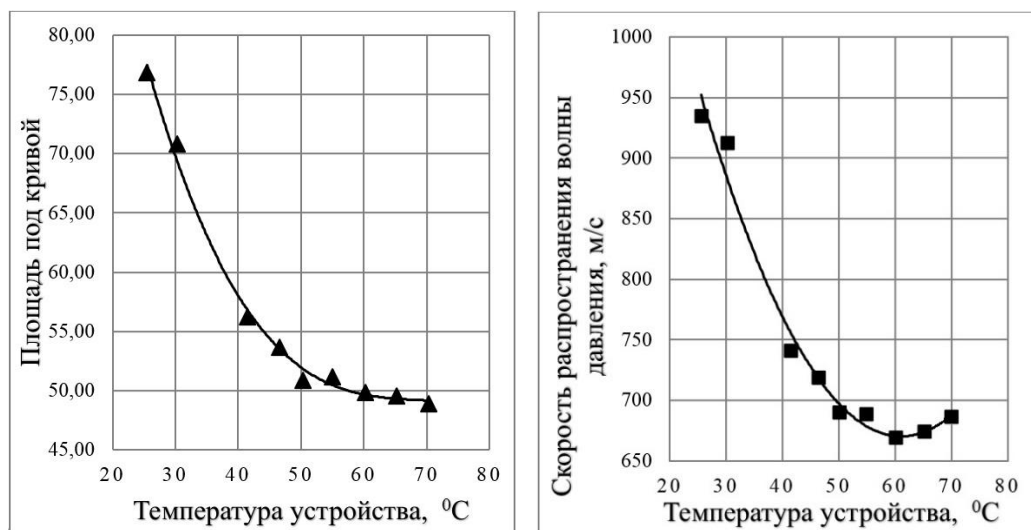 80,00
75,00
70,00
65,00
60,00
55,00
50,00
45,00
20 30 40 50 60 70 80
Площадь под кривой
Температура устройства, ⁰С
1000
950
900
850
800
750
700
650
20 30 40 50 60 70 80
Скорость распространения волны
давления, м/с
Температура устройства, ⁰С